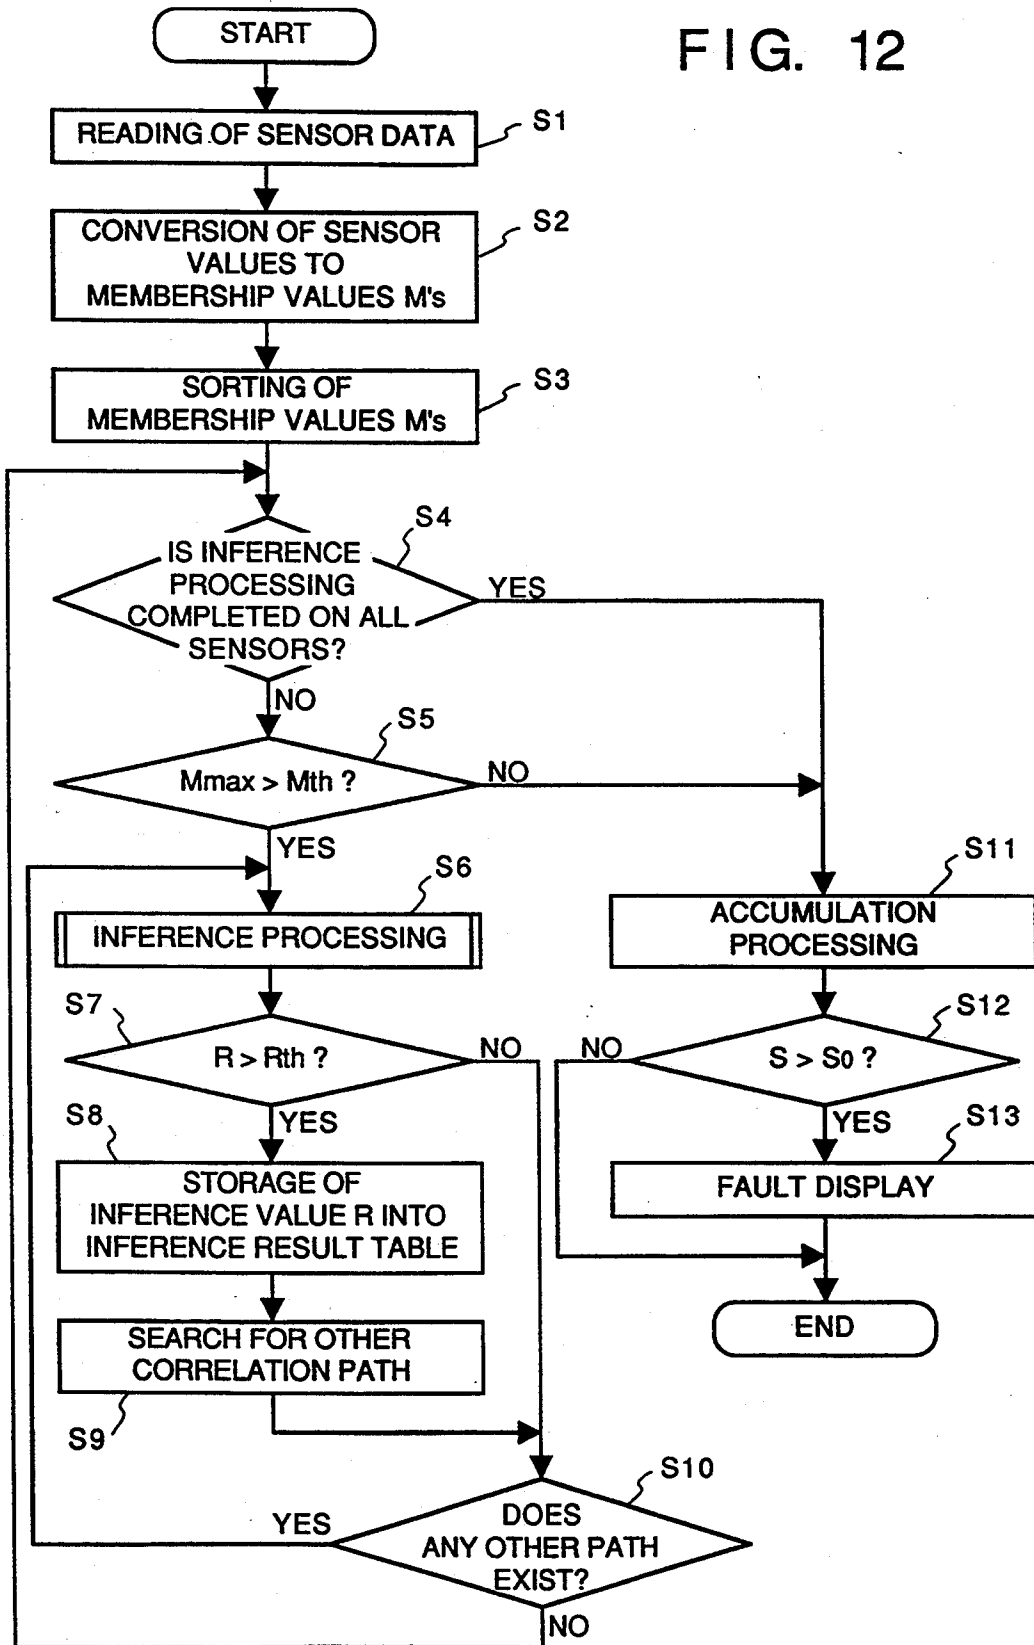 FIG. 12
START
READING OF SENSOR DATA
S1
CONVERSION OF SENSOR
VALUES TO
MEMBERSHIP VALUES M's
S2
SORTING OF
MEMBERSHIP VALUES M's
S3
IS INFERENCE
PROCESSING
COMPLETED ON ALL
SENSORS?
S4
YES
NO
Mmax > Mth ?
S5
NO
YES
INFERENCE PROCESSING
S6
R > Rth ?
S7
NO
YES
STORAGE OF
INFERENCE VALUE R INTO
INFERENCE RESULT TABLE
S8
SEARCH FOR OTHER
CORRELATION PATH
S9
DOES
ANY OTHER PATH
EXIST?
S10
YES
NO
ACCUMULATION
PROCESSING
S11
S > S0 ?
S12
NO
YES
FAULT DISPLAY
S13
END